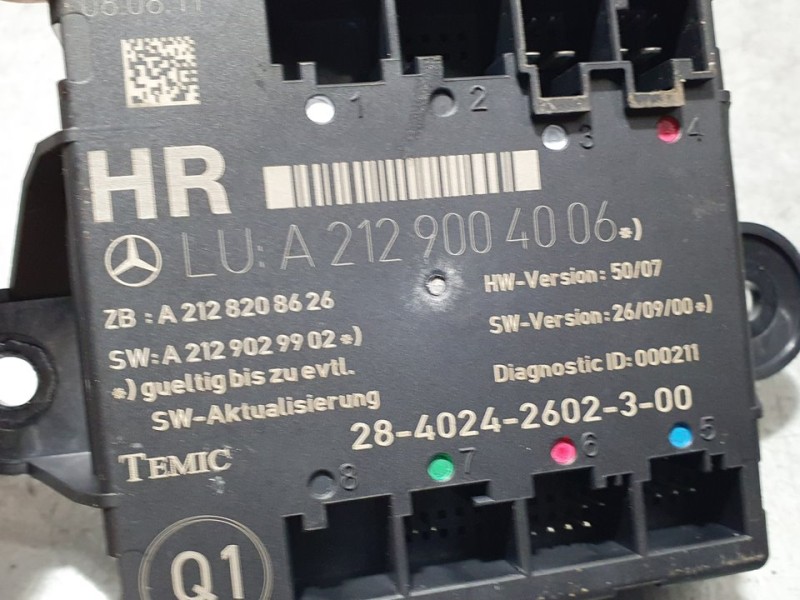 1 2 3 4
HR
LU: A 212 900 40 06 *)
HW-Version: 50/07
ZB : A 212 820 86 26
SW-Version: 26/09/00 *)
SW: A 212 902 99 02 *)
*) gueltig bis zu evtl.
SW-Aktualisierung
Diagnostic ID: 000211
28-4024-2602-3-00
TEMIC
8 7 6 5
Q1